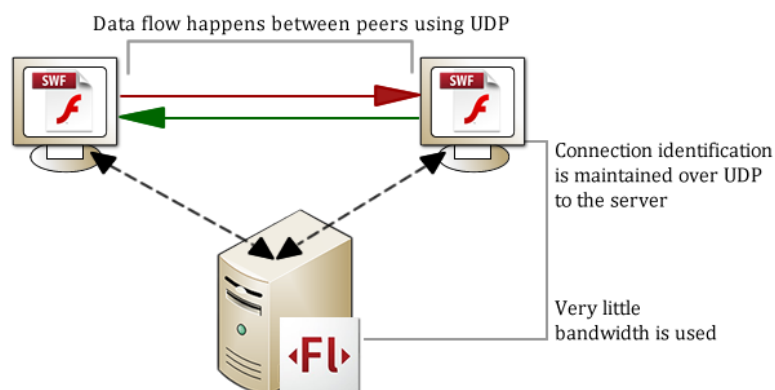 Data flow happens between peers using UDP
SWF
SWF
Connection identification
is maintained over UDP
to the server
Very little
bandwidth is used
Fl